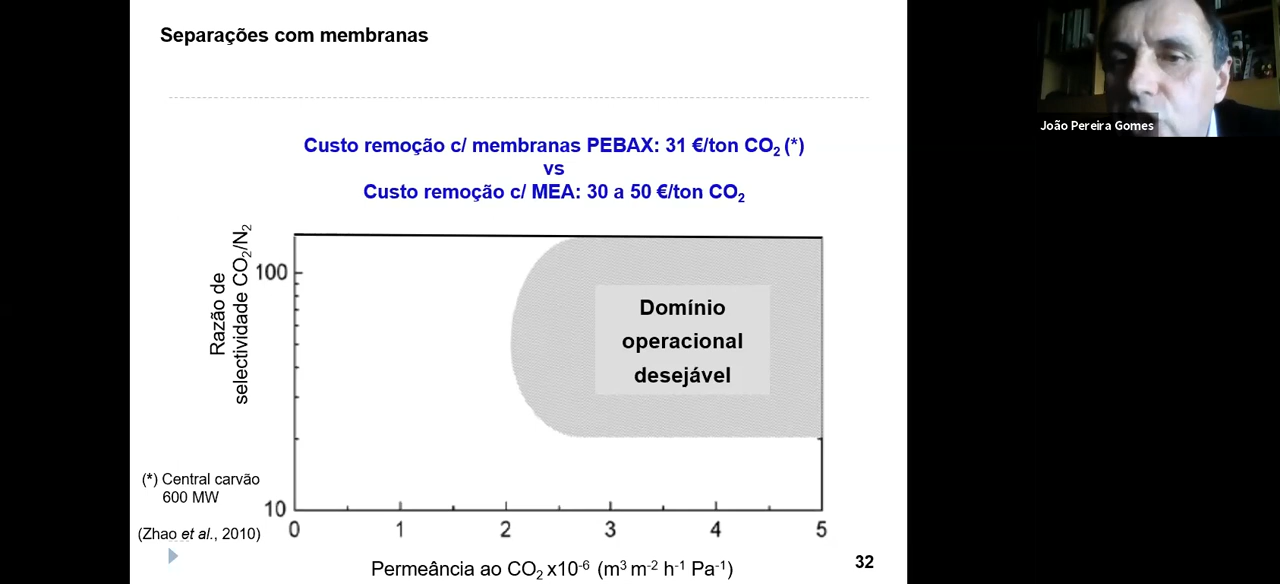 Separações com membranas
João Pereira Gomes
Custo remoção c/ membranas PEBAX: 31 €/ton CO₂ (*)
vs
Custo remoção c/ MEA: 30 a 50 €/ton CO₂
Razão de
selectividade CO₂/N₂
100
10
Domínio
operacional
desejável
0 1 2 3 4 5
Permeância ao CO₂ x10⁻⁶ (m³ m⁻² h⁻¹ Pa⁻¹)
(*) Central carvão
600 MW
(Zhao et al., 2010)
32